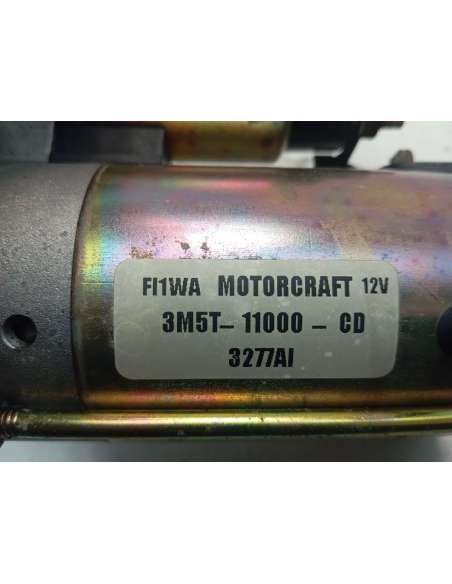 FI1WA MOTORCRAFT 12V
3M5T- 11000 - CD
3277AI